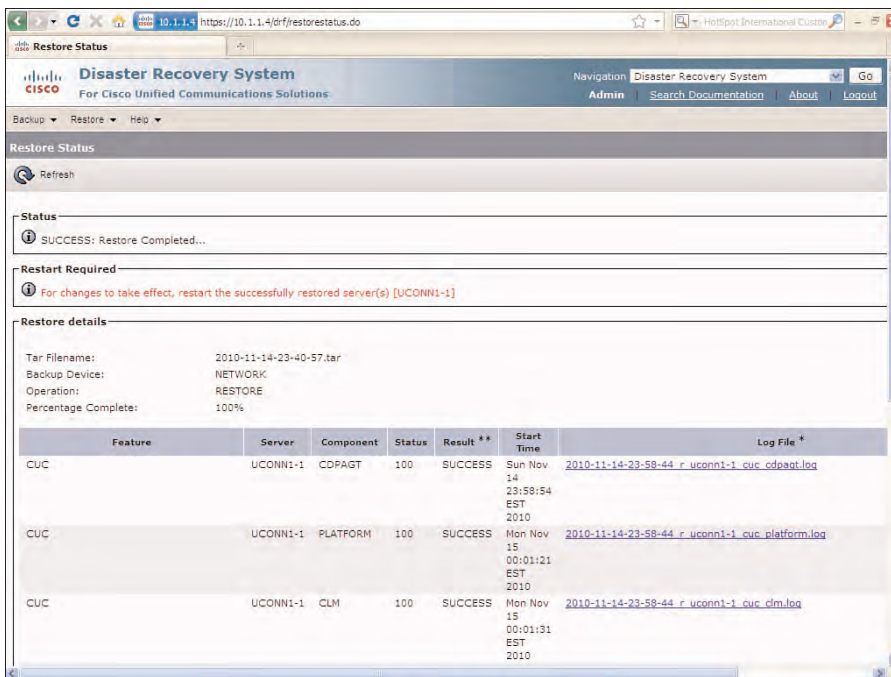 10.1.1.4 https://10.1.1.4/drf/restorestatus.do
HotSpot International Custon
Restore Status
CISCO
Disaster Recovery System
For Cisco Unified Communications Solutions
Navigation Disaster Recovery System Go
Admin | Search Documentation | About | Logout
Backup Restore Help
Restore Status
Refresh
Status
SUCCESS: Restore Completed...
Restart Required
For changes to take effect, restart the successfully restored server(s) [UCONN1-1]
Restore details
Tar Filename: 2010-11-14-23-40-57.tar
Backup Device: NETWORK
Operation: RESTORE
Percentage Complete: 100%
Feature Server Component Status Result ** Start Time Log File *
CUC UCONN1-1 CDPAGT 100 SUCCESS Sun Nov 14 23:58:54 EST 2010 2010-11-14-23-58-44_r_uconn1-1_cuc_cdpagt.log
CUC UCONN1-1 PLATFORM 100 SUCCESS Mon Nov 15 00:01:21 EST 2010 2010-11-14-23-58-44_r_uconn1-1_cuc_platform.log
CUC UCONN1-1 CLM 100 SUCCESS Mon Nov 15 00:01:31 EST 2010 2010-11-14-23-58-44_r_uconn1-1_cuc_clm.log